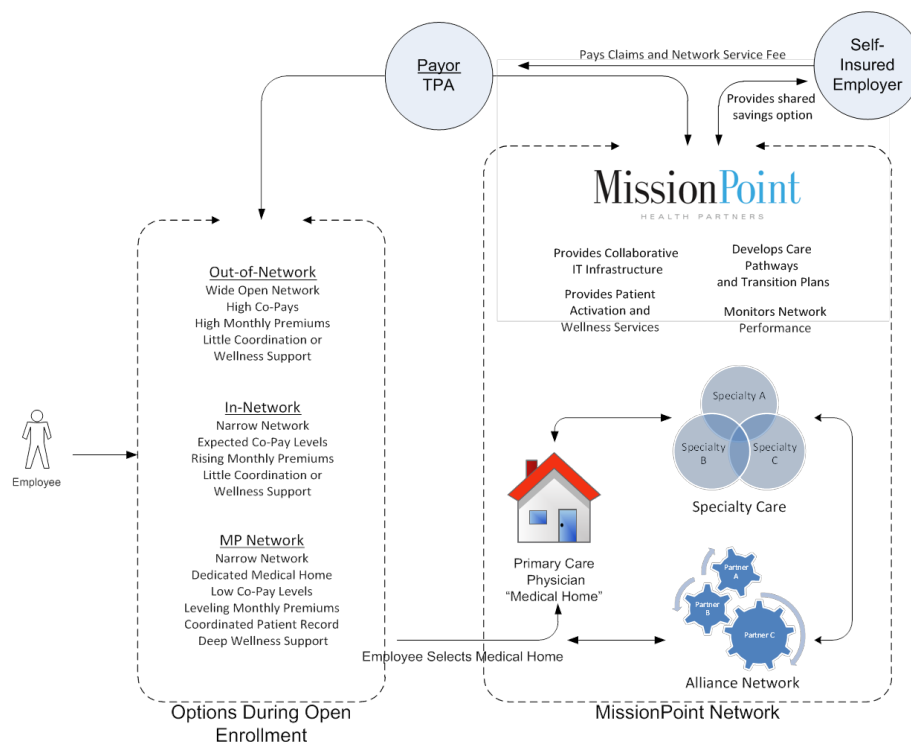 Pays Claims and Network Service Fee
Payor
TPA
Self-
Insured
Employer
Provides shared
savings option
MissionPoint
HEALTH PARTNERS
Provides Collaborative
IT Infrastructure
Develops Care
Pathways
and Transition Plans
Provides Patient
Activation and
Wellness Services
Monitors Network
Performance
Out-of-Network
Wide Open Network
High Co-Pays
High Monthly Premiums
Little Coordination or
Wellness Support
In-Network
Narrow Network
Expected Co-Pay Levels
Rising Monthly Premiums
Little Coordination or
Wellness Support
Employee
MP Network
Narrow Network
Dedicated Medical Home
Low Co-Pay Levels
Leveling Monthly Premiums
Coordinated Patient Record
Deep Wellness Support
Options During Open
Enrollment
Employee Selects Medical Home
Primary Care
Physician
“Medical Home”
Specialty A
Specialty
B
Specialty
C
Specialty Care
Partner
A
Partner
B
Partner C
Alliance Network
MissionPoint Network